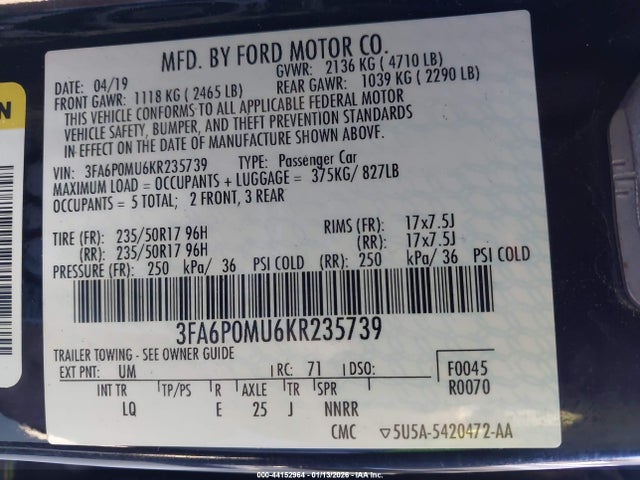 MFD. BY FORD MOTOR CO.
DATE: 04/19 GVWR: 2136 KG ( 4710 LB)
FRONT GAWR: 1118 KG ( 2465 LB) REAR GAWR: 1039 KG ( 2290 LB)
THIS VEHICLE CONFORMS TO ALL APPLICABLE FEDERAL MOTOR
VEHICLE SAFETY, BUMPER, AND THEFT PREVENTION STANDARDS
IN EFFECT ON THE DATE OF MANUFACTURE SHOWN ABOVE.
VIN: 3FA6P0MU6KR235739 TYPE: Passenger Car
MAXIMUM LOAD = OCCUPANTS + LUGGAGE = 375KG/ 827LB
OCCUPANTS = 5 TOTAL; 2 FRONT, 3 REAR
TIRE (FR): 235/50R17 96H RIMS (FR): 17x7.5J
(RR): 235/50R17 96H (RR): 17x7.5J
PRESSURE (FR): 250 kPa/ 36 PSI COLD (RR): 250 kPa/ 36 PSI COLD
3FA6P0MU6KR235739
TRAILER TOWING - SEE OWNER GUIDE
EXT PNT: UM RC: 71 DSO: F0045
R0070
INT TR TP/PS R AXLE TR SPR
LQ E 25 J NNRR
CMC ▽5U5A-5420472-AA
000-44152964 | 01/13/2026 - IAA Inc.